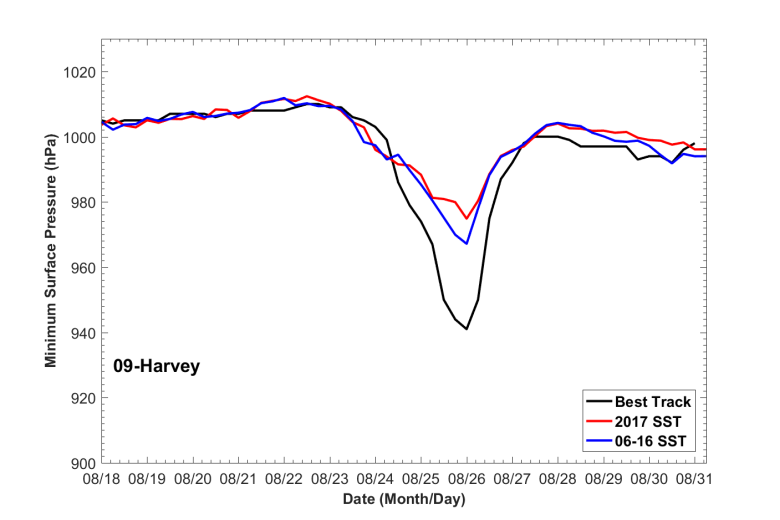 1020
1000
980
960
940
920
900
Minimum Surface Pressure (hPa)
09-Harvey
Best Track
2017 SST
06-16 SST
08/18 08/19 08/20 08/21 08/22 08/23 08/24 08/25 08/26 08/27 08/28 08/29 08/30 08/31
Date (Month/Day)